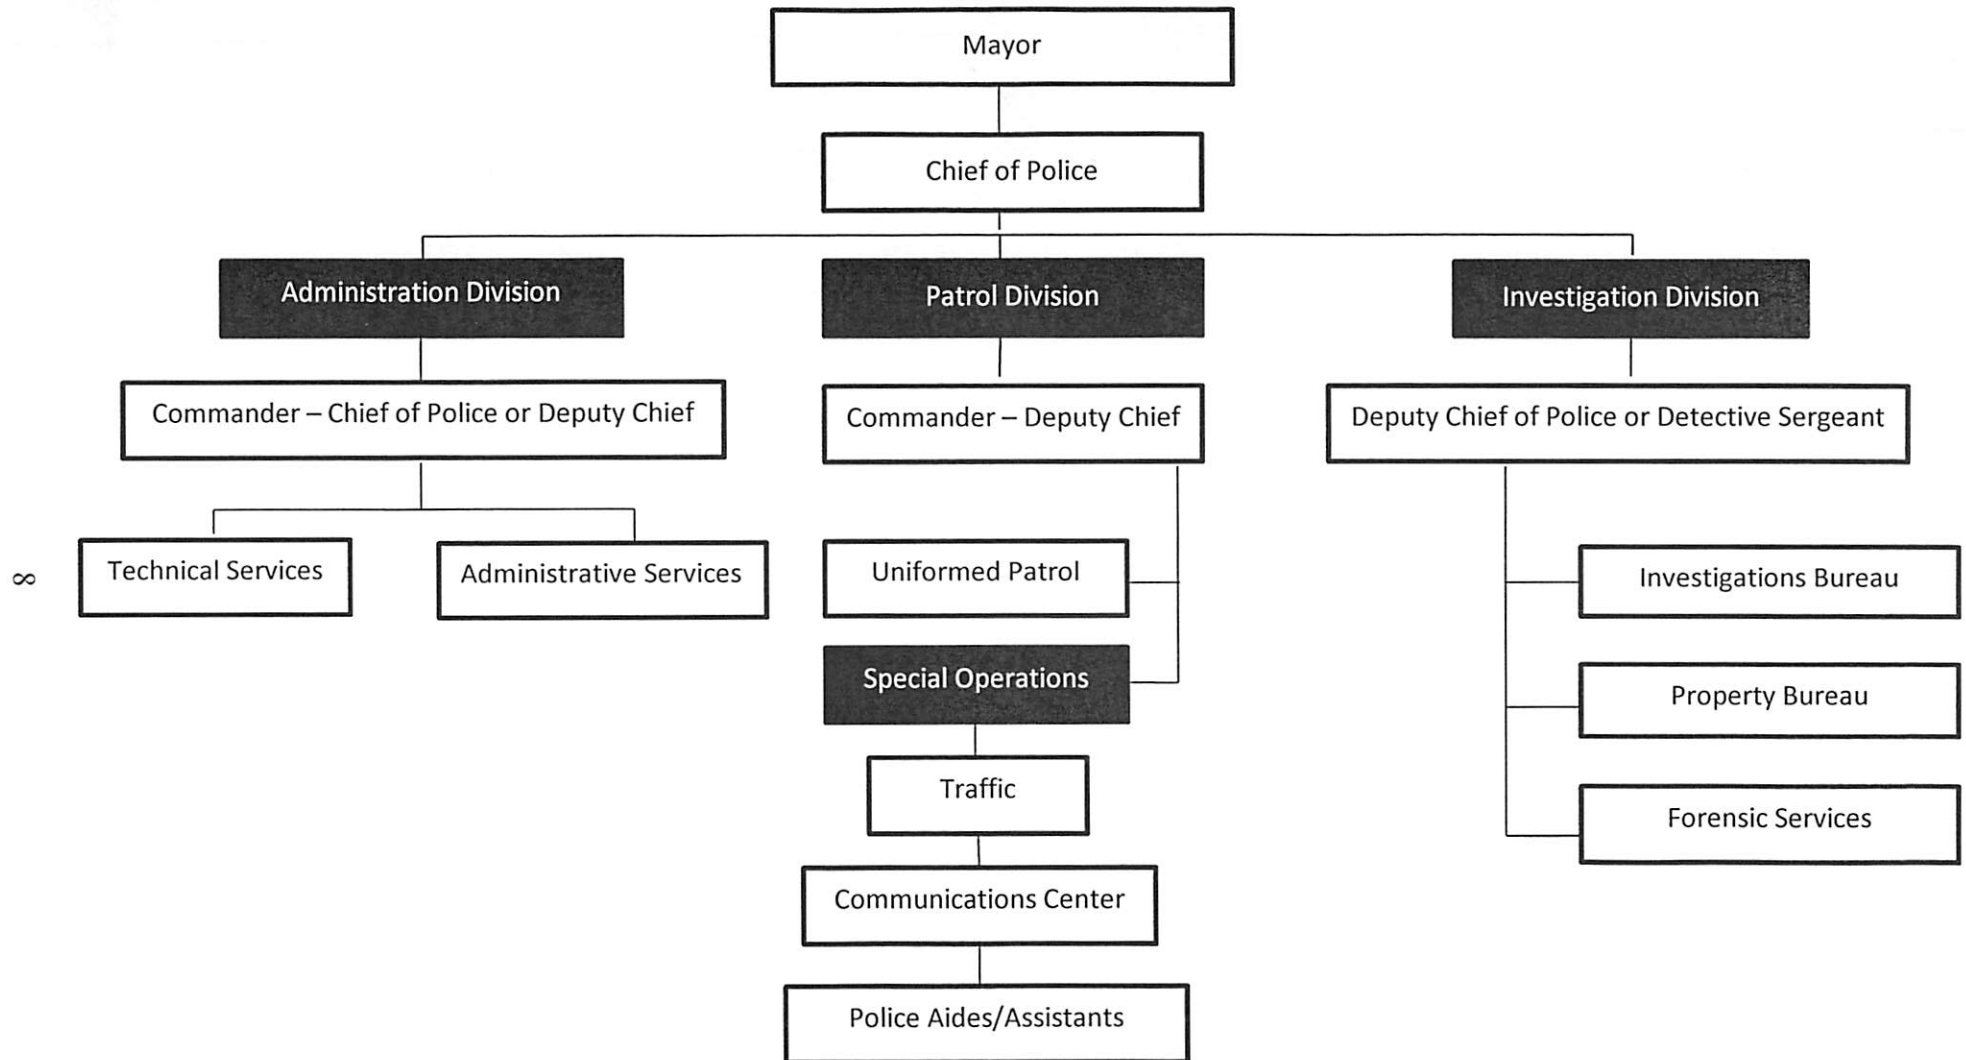 Mayor
Chief of Police
Administration Division
Patrol Division
Investigation Division
Commander – Chief of Police or Deputy Chief
Commander – Deputy Chief
Deputy Chief of Police or Detective Sergeant
8
Technical Services
Administrative Services
Uniformed Patrol
Investigations Bureau
Special Operations
Property Bureau
Traffic
Forensic Services
Communications Center
Police Aides/Assistants